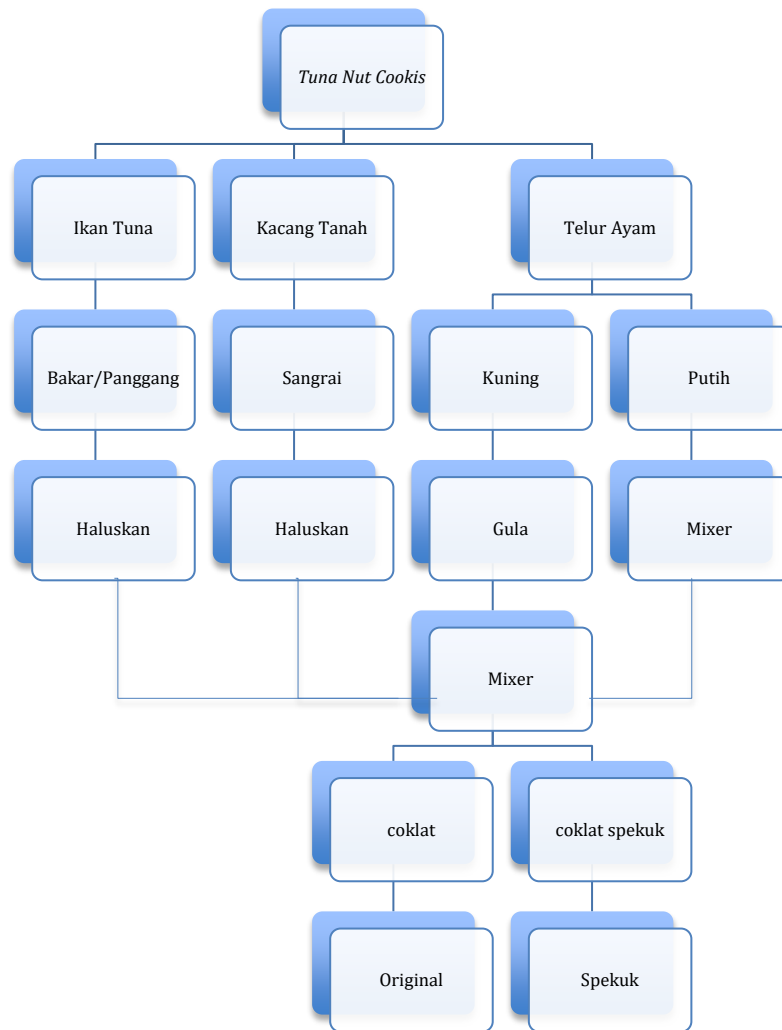 Tuna Nut Cookis
Ikan Tuna
Kacang Tanah
Telur Ayam
Bakar/Panggang
Sangrai
Kuning
Putih
Haluskan
Haluskan
Gula
Mixer
Mixer
coklat
coklat spekuk
Original
Spekuk